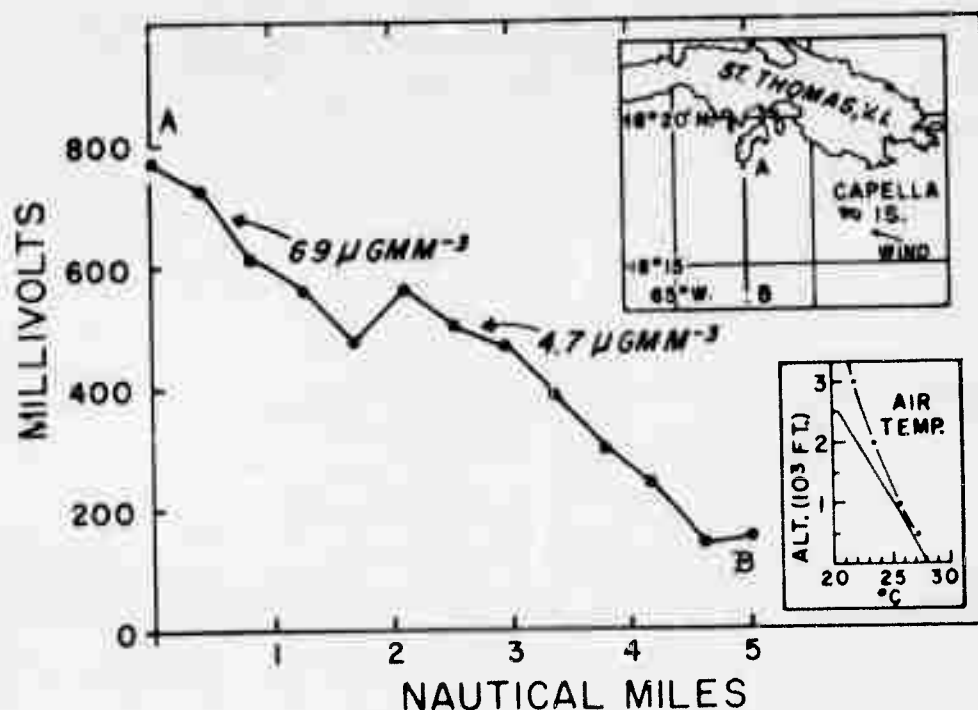 MILLIVOLTS
800
600
400
200
0
A
69 µGMM⁻³
4.7 µGMM⁻³
B
1 2 3 4 5
NAUTICAL MILES
ST. THOMAS, V.I.
18°20'N.
A
CAPELLA
IS.
WIND
18°15
65°W.
B
ALT. (10³ FT.)
3
2
1
AIR
TEMP.
20 25 30
°C